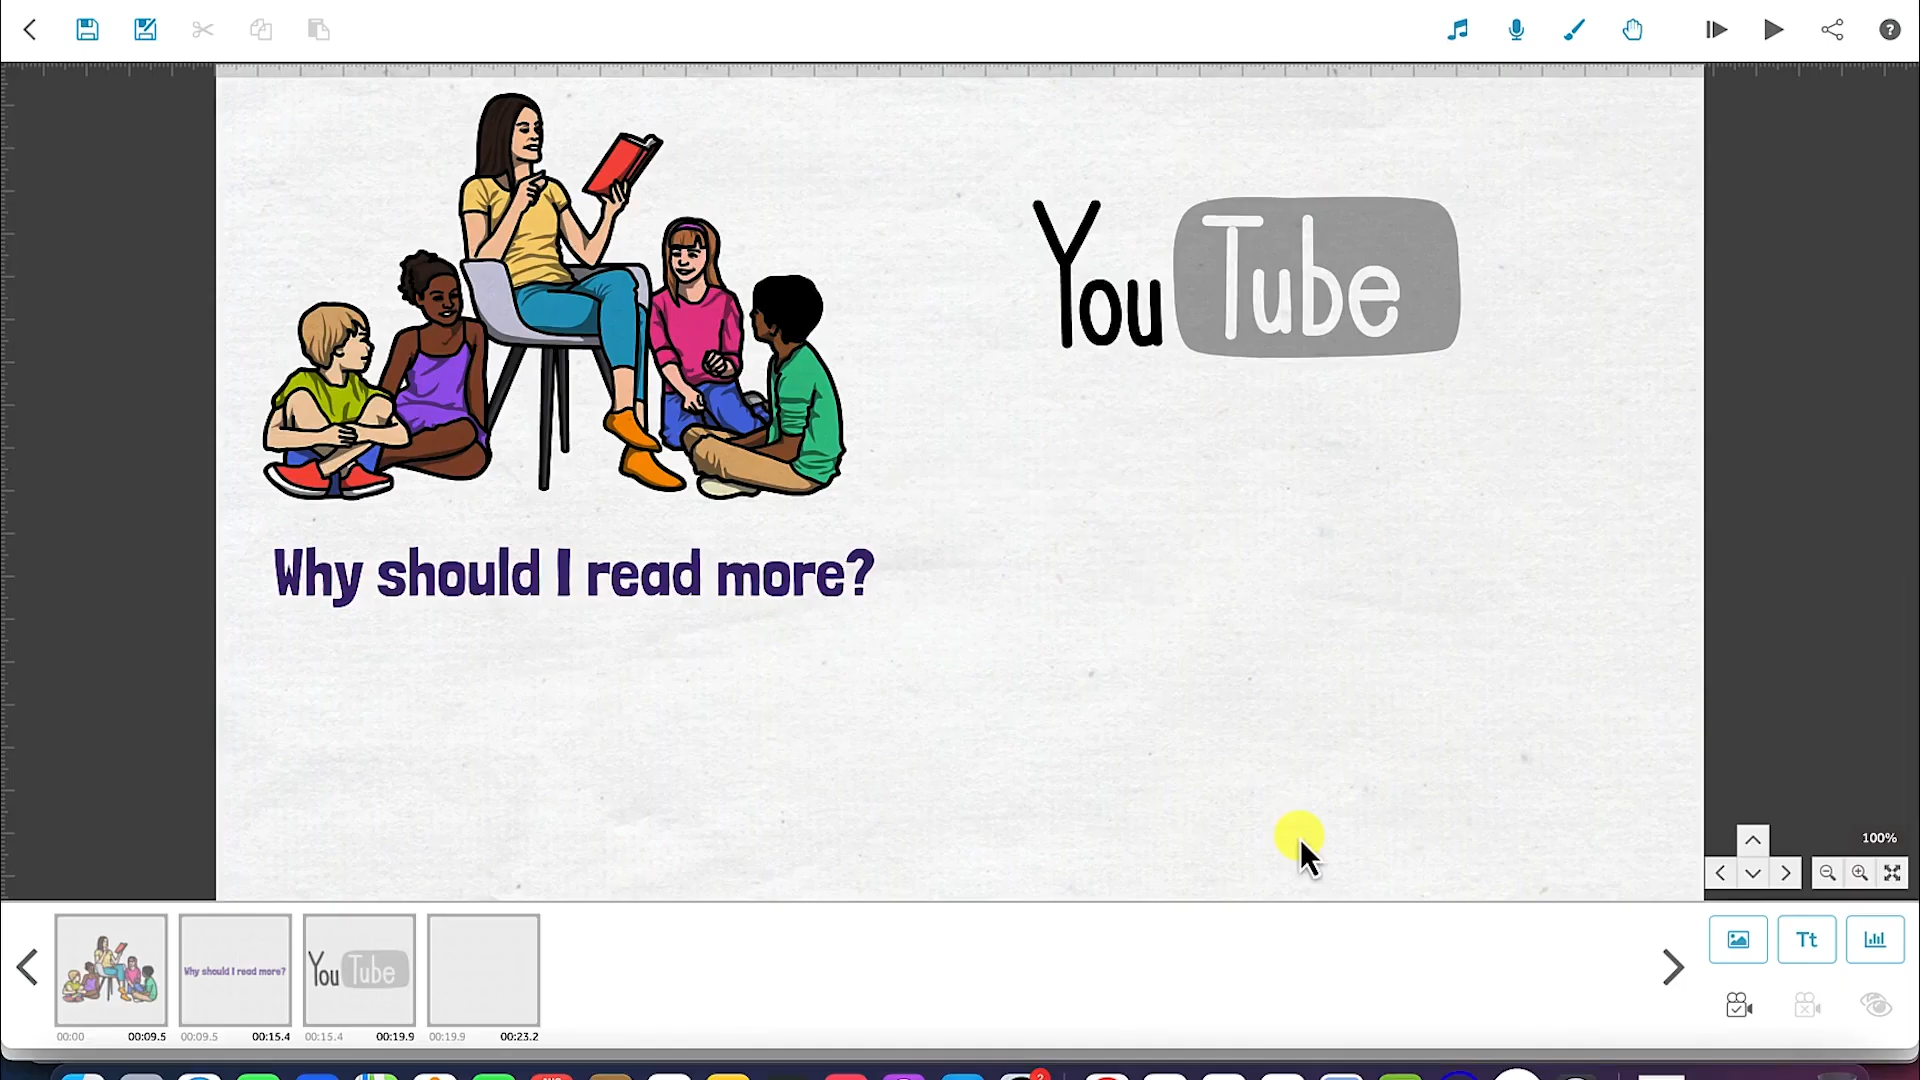 You Tube
Why should I read more?
100%
Why should I read more?
You Tube
Tt
00:00 00:09.5 00:09.5 00:15.4 00:15.4 00:19.9 00:19.9 00:23.2
2